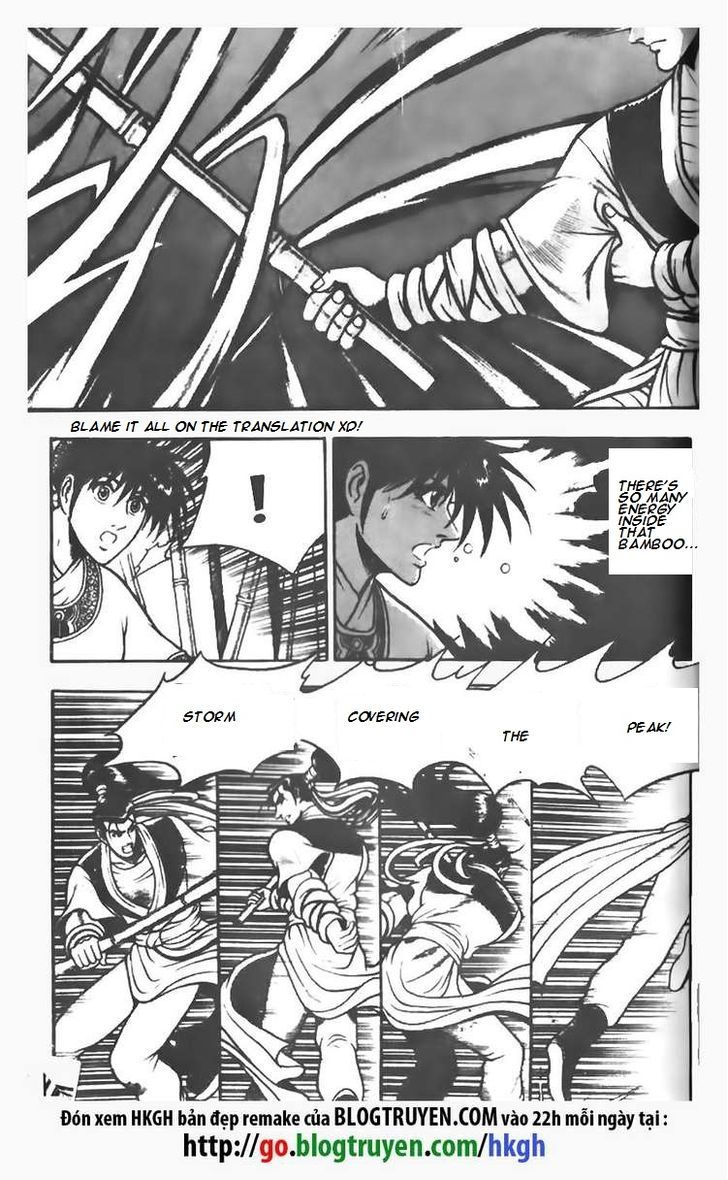 BLAME IT ALL ON THE TRANSLATION XD!
!
THERE'S
SO MANY
ENERGY
INSIDE
THAT
BAMBOO...
STORM
COVERING
THE
PEAK!
Đón xem HKGH bản đẹp remake của BLOGTRUYEN.COM vào 22h mỗi ngày tại :
http://go.blogtruyen.com/hkgh